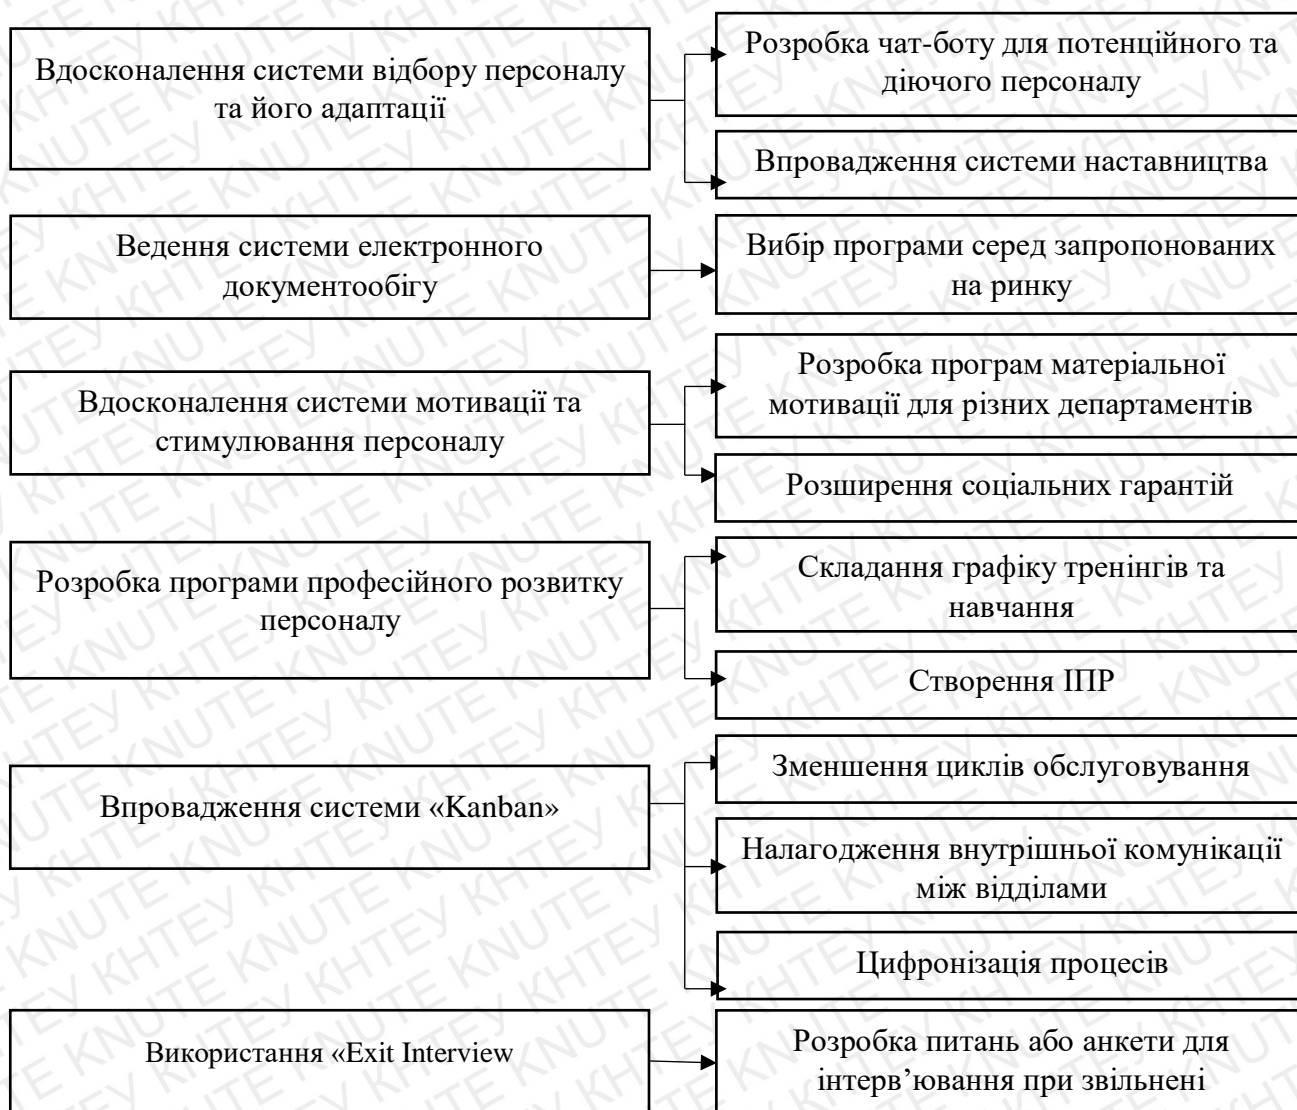 Вдосконалення системи відбору персоналу
та його адаптації
Розробка чат-боту для потенційного та
діючого персоналу
Впровадження системи наставництва
Ведення системи електронного
документообігу
Вибір програми серед запропонованих
на ринку
Вдосконалення системи мотивації та
стимулювання персоналу
Розробка програм матеріальної
мотивації для різних департаментів
Розширення соціальних гарантій
Розробка програми професійного розвитку
персоналу
Складання графіку тренінгів та
навчання
Створення ІПР
Впровадження системи «Kanban»
Зменшення циклів обслуговування
Налагодження внутрішньої комунікації
між відділами
Цифронізація процесів
Використання «Exit Interview
Розробка питань або анкети для
інтерв’ювання при звільнені